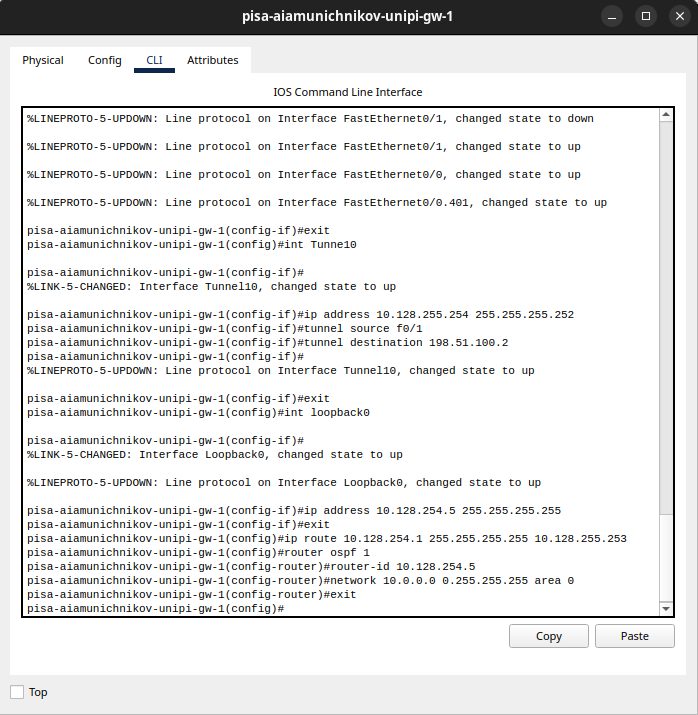 pisa-aiamunichnikov-unipi-gw-1
Physical Config CLI Attributes
IOS Command Line Interface
%LINEPROTO-5-UPDOWN: Line protocol on Interface FastEthernet0/1, changed state to down
%LINEPROTO-5-UPDOWN: Line protocol on Interface FastEthernet0/1, changed state to up
%LINEPROTO-5-UPDOWN: Line protocol on Interface FastEthernet0/0, changed state to up
%LINEPROTO-5-UPDOWN: Line protocol on Interface FastEthernet0/0.401, changed state to up
pisa-aiamunichnikov-unipi-gw-1(config-if)#exit
pisa-aiamunichnikov-unipi-gw-1(config)#int Tunne10
pisa-aiamunichnikov-unipi-gw-1(config-if)#
%LINK-5-CHANGED: Interface Tunnel10, changed state to up
pisa-aiamunichnikov-unipi-gw-1(config-if)#ip address 10.128.255.254 255.255.255.252
pisa-aiamunichnikov-unipi-gw-1(config-if)#tunnel source f0/1
pisa-aiamunichnikov-unipi-gw-1(config-if)#tunnel destination 198.51.100.2
pisa-aiamunichnikov-unipi-gw-1(config-if)#
%LINEPROTO-5-UPDOWN: Line protocol on Interface Tunnel10, changed state to up
pisa-aiamunichnikov-unipi-gw-1(config-if)#exit
pisa-aiamunichnikov-unipi-gw-1(config)#int loopback0
pisa-aiamunichnikov-unipi-gw-1(config-if)#
%LINK-5-CHANGED: Interface Loopback0, changed state to up
%LINEPROTO-5-UPDOWN: Line protocol on Interface Loopback0, changed state to up
pisa-aiamunichnikov-unipi-gw-1(config-if)#ip address 10.128.254.5 255.255.255.255
pisa-aiamunichnikov-unipi-gw-1(config-if)#exit
pisa-aiamunichnikov-unipi-gw-1(config)#ip route 10.128.254.1 255.255.255.255 10.128.255.253
pisa-aiamunichnikov-unipi-gw-1(config)#router ospf 1
pisa-aiamunichnikov-unipi-gw-1(config-router)#router-id 10.128.254.5
pisa-aiamunichnikov-unipi-gw-1(config-router)#network 10.0.0.0 0.255.255.255 area 0
pisa-aiamunichnikov-unipi-gw-1(config-router)#exit
pisa-aiamunichnikov-unipi-gw-1(config)#
Copy Paste
Top